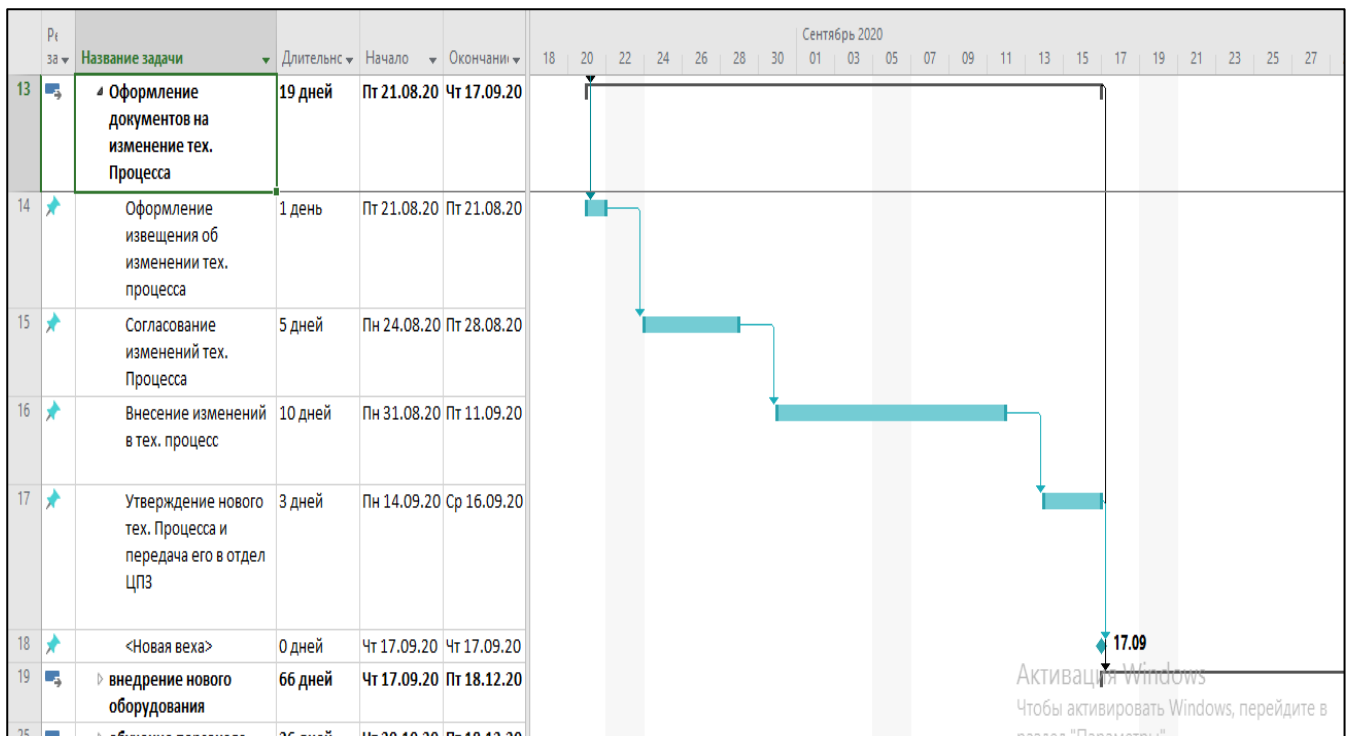 Ре
за Название задачи Длительнс Начало Окончани
Сентябрь 2020
18 20 22 24 26 28 30 01 03 05 07 09 11 13 15 17 19 21 23 25 27
13 Оформление 19 дней Пт 21.08.20 Чт 17.09.20
документов на
изменение тех.
Процесса
14 Оформление 1 день Пт 21.08.20 Пт 21.08.20
извещения об
изменении тех.
процесса
15 Согласование 5 дней Пн 24.08.20 Пт 28.08.20
изменений тех.
Процесса
16 Внесение изменений 10 дней Пн 31.08.20 Пт 11.09.20
в тех. процесс
17 Утверждение нового 3 дней Пн 14.09.20 Ср 16.09.20
тех. Процесса и
передача его в отдел
ЦПЗ
18 <Новая веха> 0 дней Чт 17.09.20 Чт 17.09.20
17.09
19 внедрение нового 66 дней Чт 17.09.20 Пт 18.12.20
оборудования
Активация Windows
Чтобы активировать Windows, перейдите в